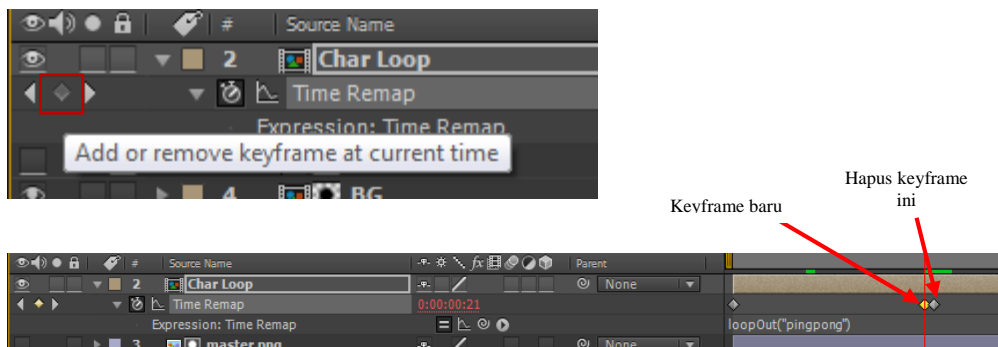 # Source Name
2 Char Loop
Time Remap
Expression: Time Remap
Add or remove keyframe at current time
4 BG
Hapus keyframe
ini
Keyframe baru
# Source Name fx Parent
2 Char Loop None
Time Remap 0:00:00:21
Expression: Time Remap loopOut("pingpong")
3 master.png None